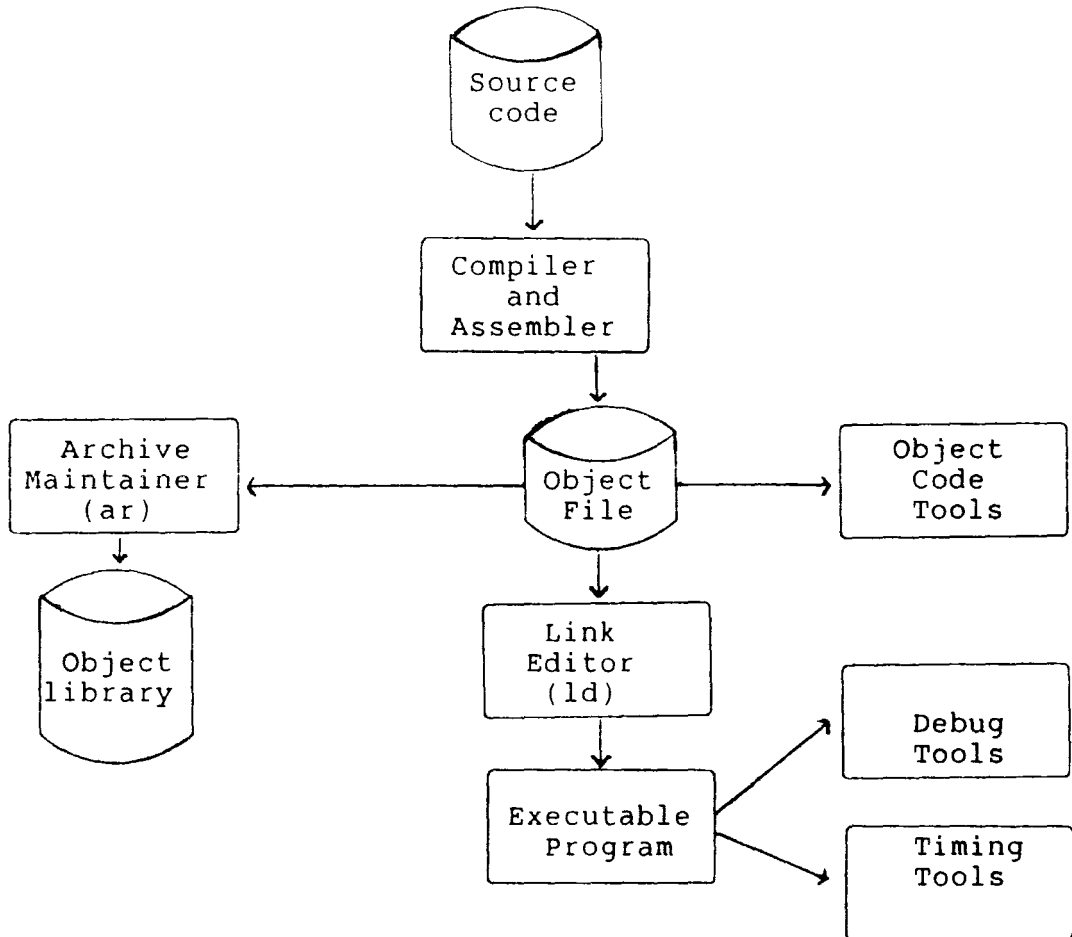 Source
code
Compiler
and
Assembler
Archive
Maintainer
(ar)
Object
File
Object
Code
Tools
Object
library
Link
Editor
(ld)
Debug
Tools
Executable
Program
Timing
Tools